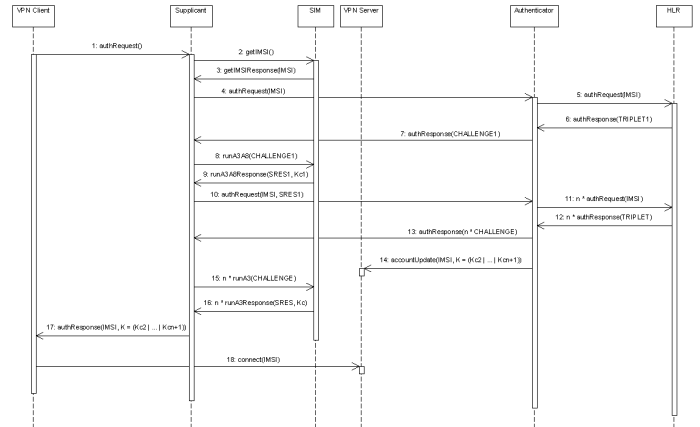 VPN Client Supplicant SIM VPN Server Authenticator HLR
1: authRequest()
2: getIMSI()
3: getIMSIResponse(IMSI)
4: authRequest(IMSI)
5: authRequest(IMSI)
6: authResponse(TRIPLET1)
7: authResponse(CHALLENGE1)
8: runA3A8(CHALLENGE1)
9: runA3A8Response(SRES1, Kc1)
10: authRequest(IMSI, SRES1)
11: n * authRequest(IMSI)
12: n * authResponse(TRIPLET)
13: authResponse(n * CHALLENGE)
14: accountUpdate(IMSI, K = (Kc2 | ... | Kcn+1))
15: n * runA3(CHALLENGE)
16: n * runA3Response(SRES, Kc)
17: authResponse(IMSI, K = (Kc2 | ... | Kcn+1))
18: connect(IMSI)